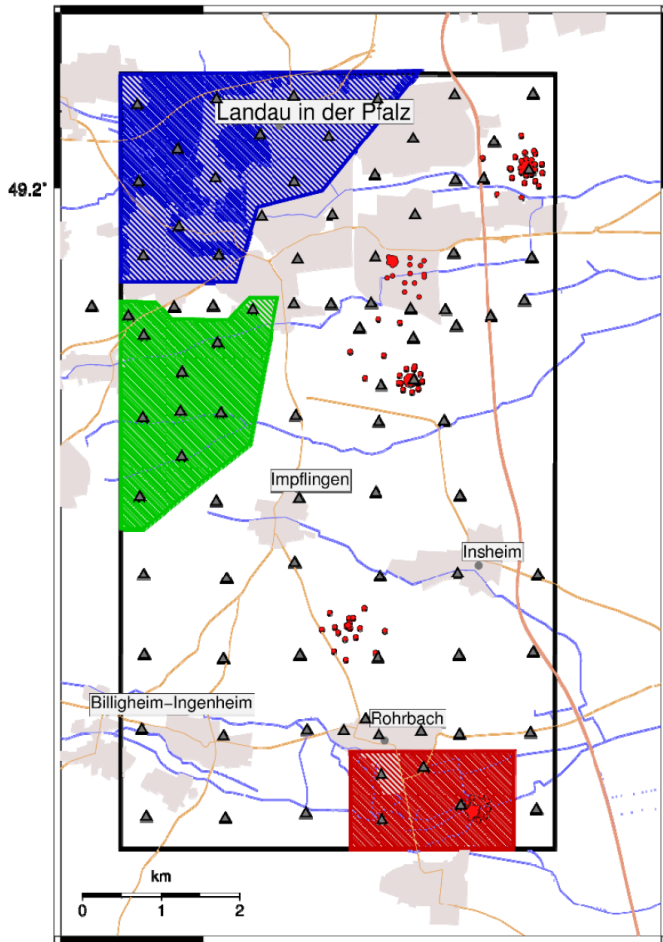 Landau in der Pfalz
49.2°
Impflingen
Insheim
Billigheim−Ingenheim
Rohrbach
km
0 1 2